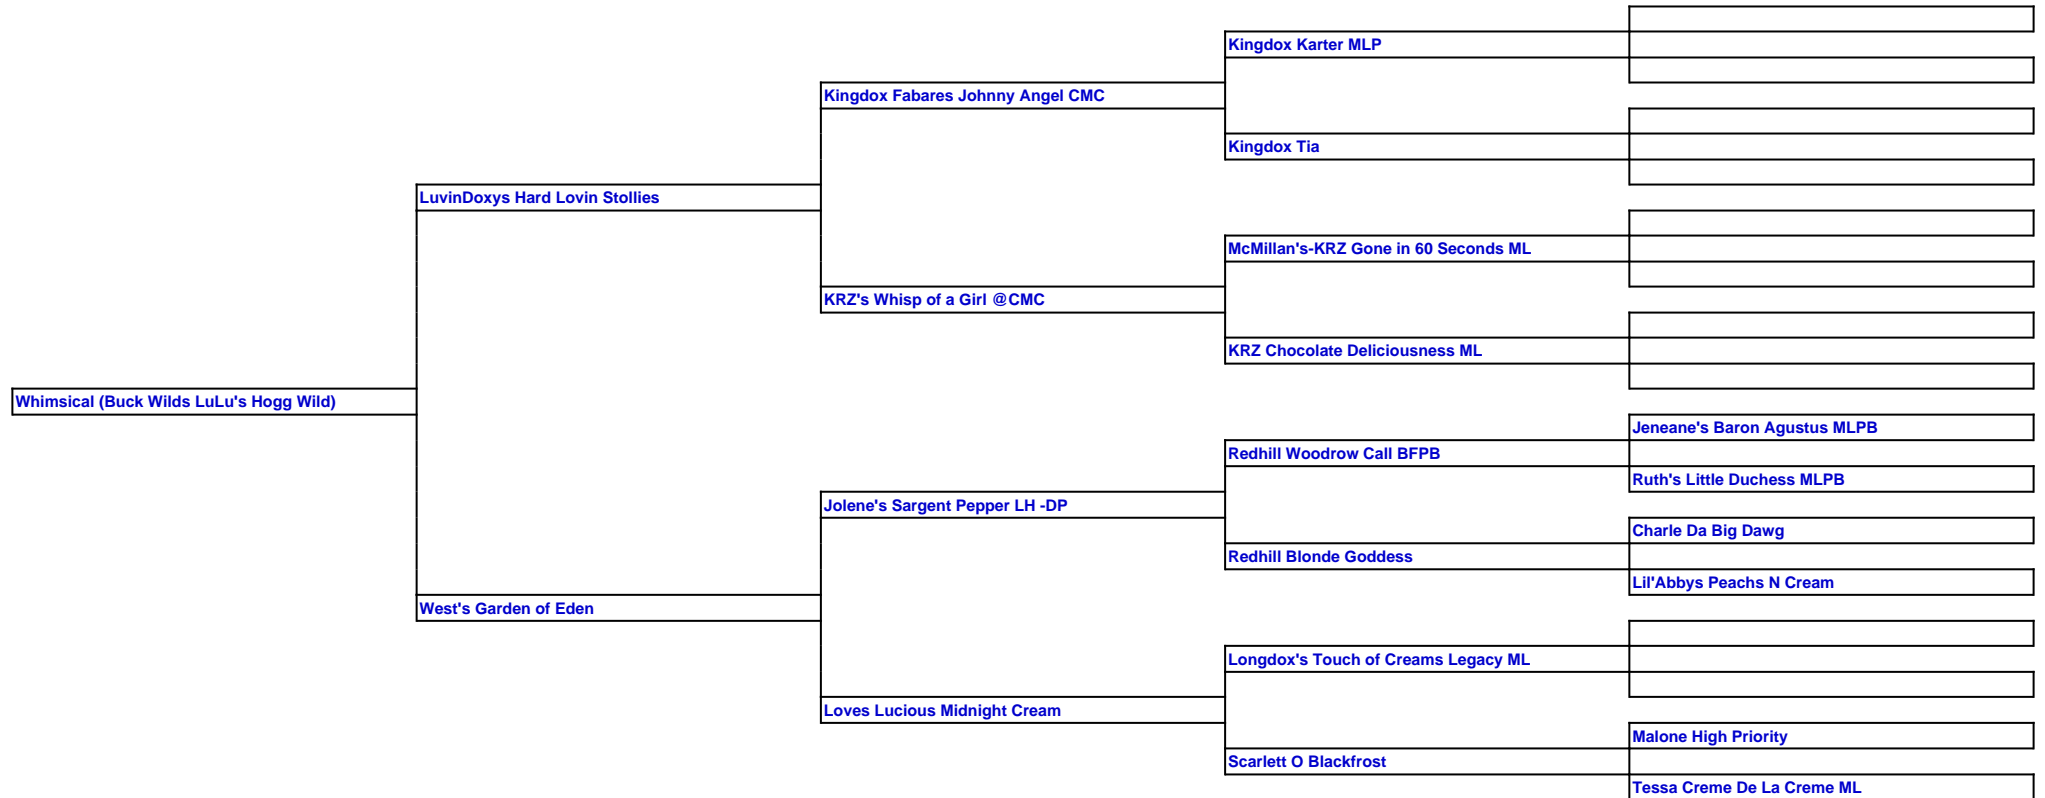 Kingdox Karter MLP
Kingdox Fabares Johnny Angel CMC
Kingdox Tia
LuvinDoxys Hard Lovin Stollies
McMillan's-KRZ Gone in 60 Seconds ML
KRZ's Whisp of a Girl @CMC
KRZ Chocolate Deliciousness ML
Whimsical (Buck Wilds LuLu's Hogg Wild)
Jeneane's Baron Agustus MLPB
Redhill Woodrow Call BFPB
Ruth's Little Duchess MLPB
Jolene's Sargent Pepper LH -DP
Charle Da Big Dawg
Redhill Blonde Goddess
Lil'Abbys Peachs N Cream
West's Garden of Eden
Longdox's Touch of Creams Legacy ML
Loves Lucious Midnight Cream
Malone High Priority
Scarlett O Blackfrost
Tessa Creme De La Creme ML